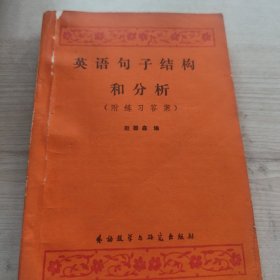 英语句子结构
和分析
(附练习答案)
编
外语教学与研究出版社